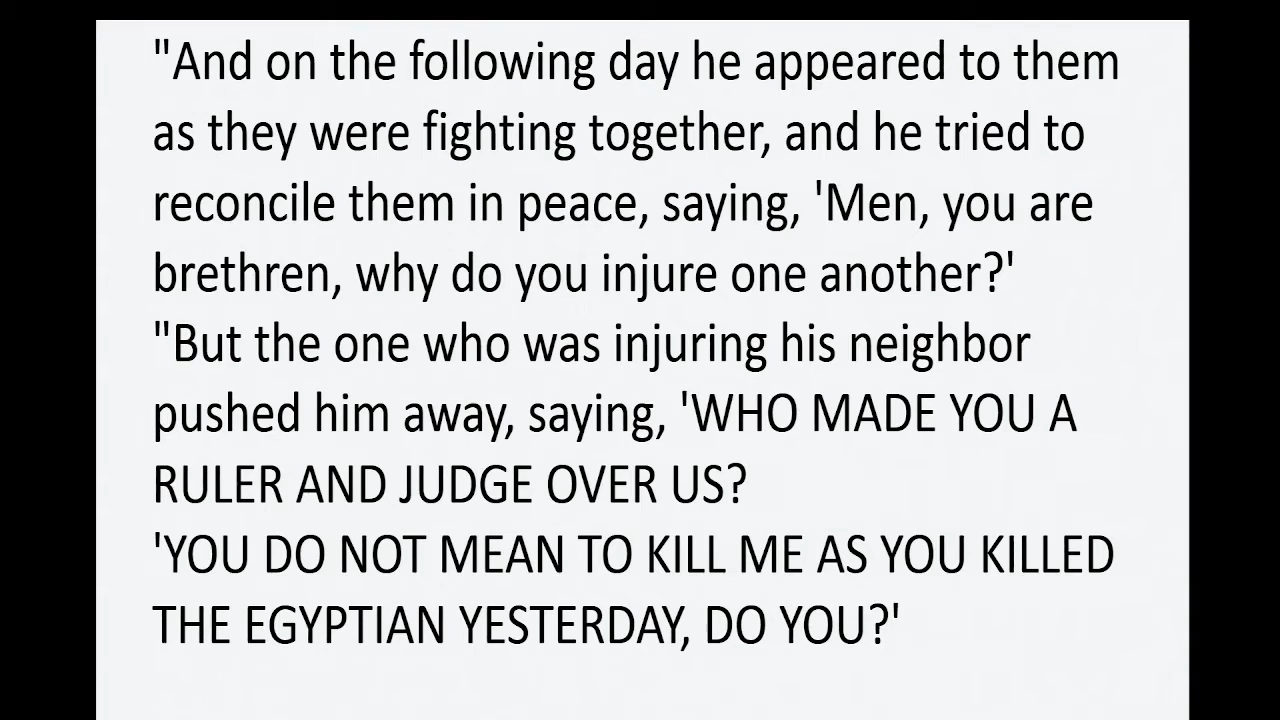 "And on the following day he appeared to them
as they were fighting together, and he tried to
reconcile them in peace, saying, 'Men, you are
brethren, why do you injure one another?'
"But the one who was injuring his neighbor
pushed him away, saying, 'WHO MADE YOU A
RULER AND JUDGE OVER US?
'YOU DO NOT MEAN TO KILL ME AS YOU KILLED
THE EGYPTIAN YESTERDAY, DO YOU?'